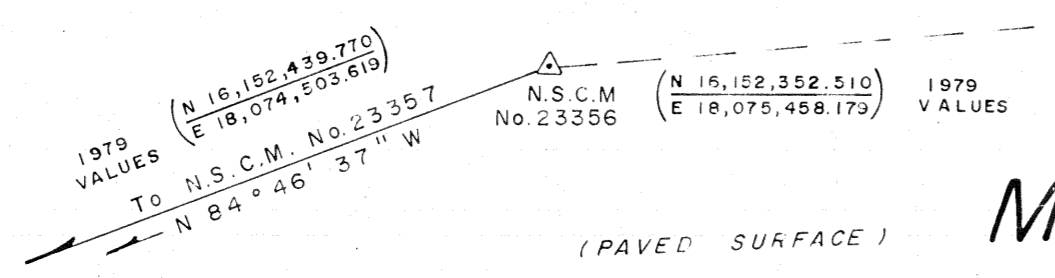 1979
VALUES
N 16,152,439.770
E 18,074,503.619
To N.S.C.M. No. 23357
N 84° 46' 37" W
N.S.C.M
No. 23356
N 16,152,352.510
E 18,075,458.179
1979
VALUES
(PAVED SURFACE)
M